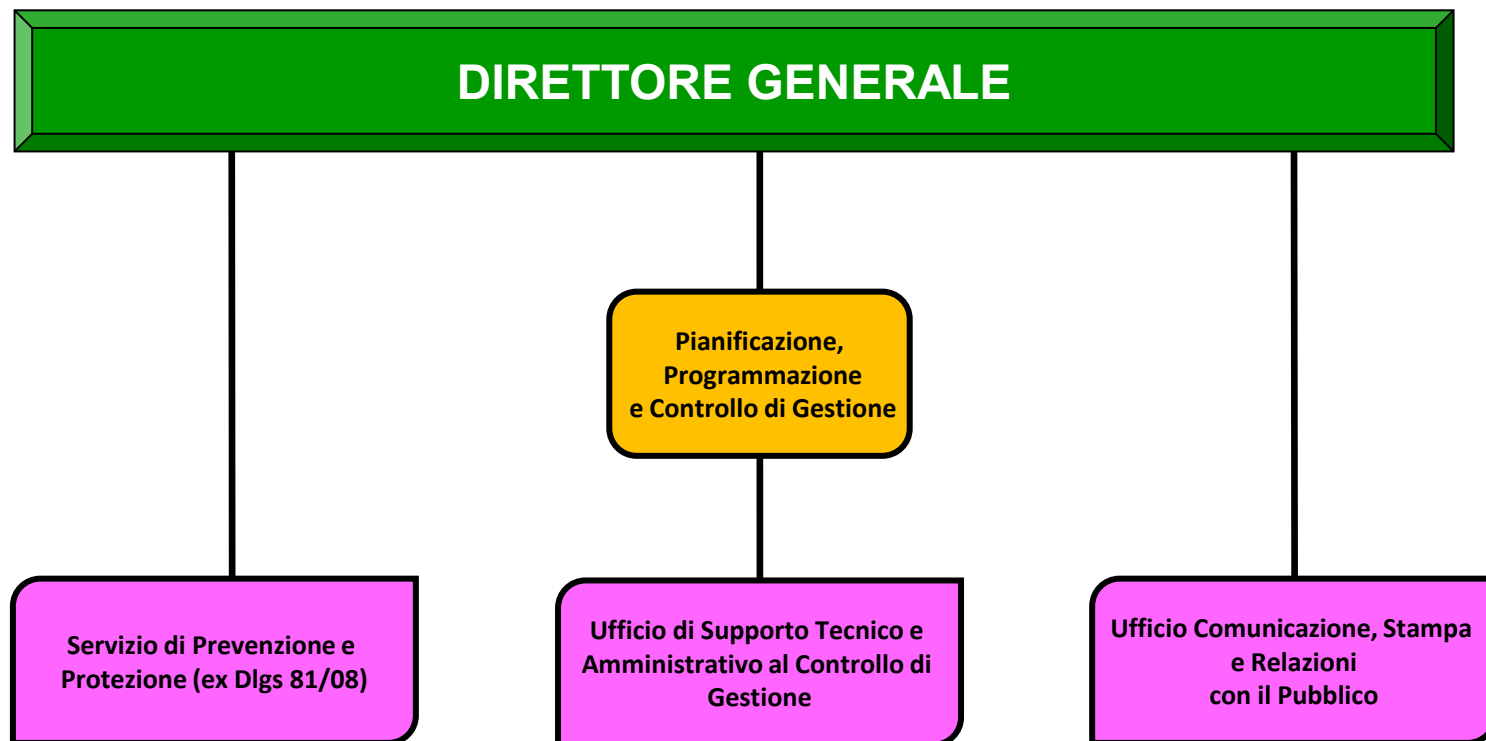 DIRETTORE GENERALE
Pianificazione,
Programmazione
e Controllo di Gestione
Servizio di Prevenzione e
Protezione (ex Dlgs 81/08)
Ufficio di Supporto Tecnico e
Amministrativo al Controllo di
Gestione
Ufficio Comunicazione, Stampa
e Relazioni
con il Pubblico